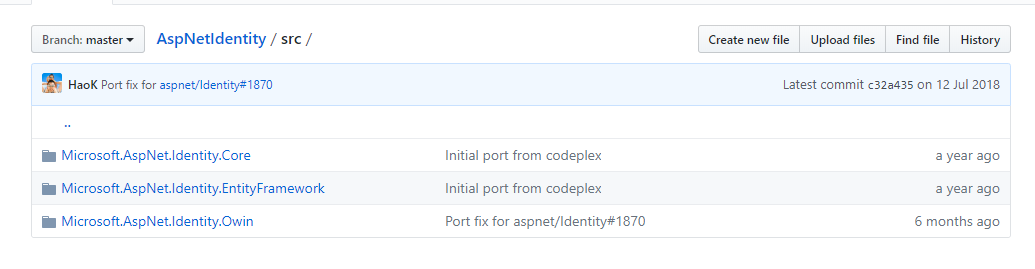 Branch: master AspNetIdentity / src / Create new file Upload files Find file History
HaoK Port fix for aspnet/Identity#1870 Latest commit c32a435 on 12 Jul 2018
..
Microsoft.AspNet.Identity.Core Initial port from codeplex a year ago
Microsoft.AspNet.Identity.EntityFramework Initial port from codeplex a year ago
Microsoft.AspNet.Identity.Owin Port fix for aspnet/Identity#1870 6 months ago